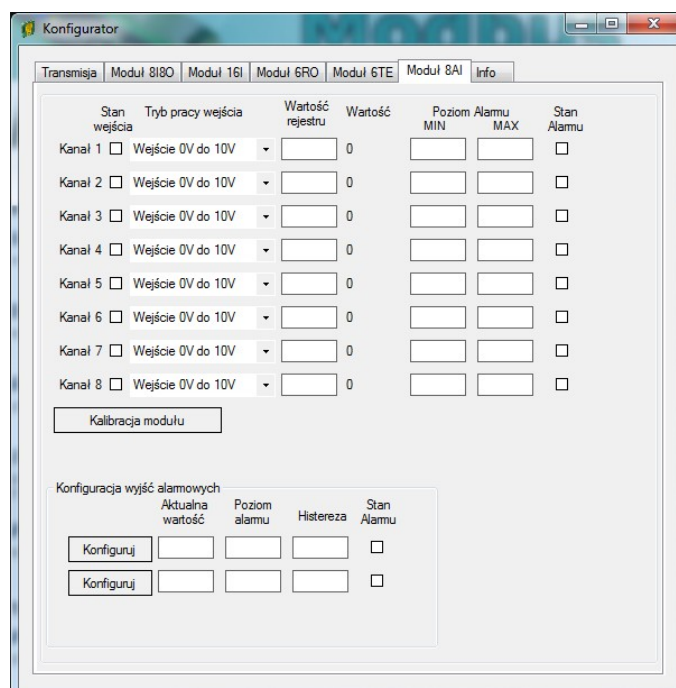 Konfigurator
Modbus
Transmisja Moduł 8I8O Moduł 16I Moduł 6RO Moduł 6TE Moduł 8AI Info
Stan wejścia Tryb pracy wejścia Wartość rejestru Wartość Poziom Alarmu MIN MAX Stan Alarmu
Kanał 1 Wejście 0V do 10V 0
Kanał 2 Wejście 0V do 10V 0
Kanał 3 Wejście 0V do 10V 0
Kanał 4 Wejście 0V do 10V 0
Kanał 5 Wejście 0V do 10V 0
Kanał 6 Wejście 0V do 10V 0
Kanał 7 Wejście 0V do 10V 0
Kanał 8 Wejście 0V do 10V 0
Kalibracja modułu
Konfiguracja wyjść alarmowych
Aktualna wartość Poziom alarmu Histereza Stan Alarmu
Konfiguruj
Konfiguruj